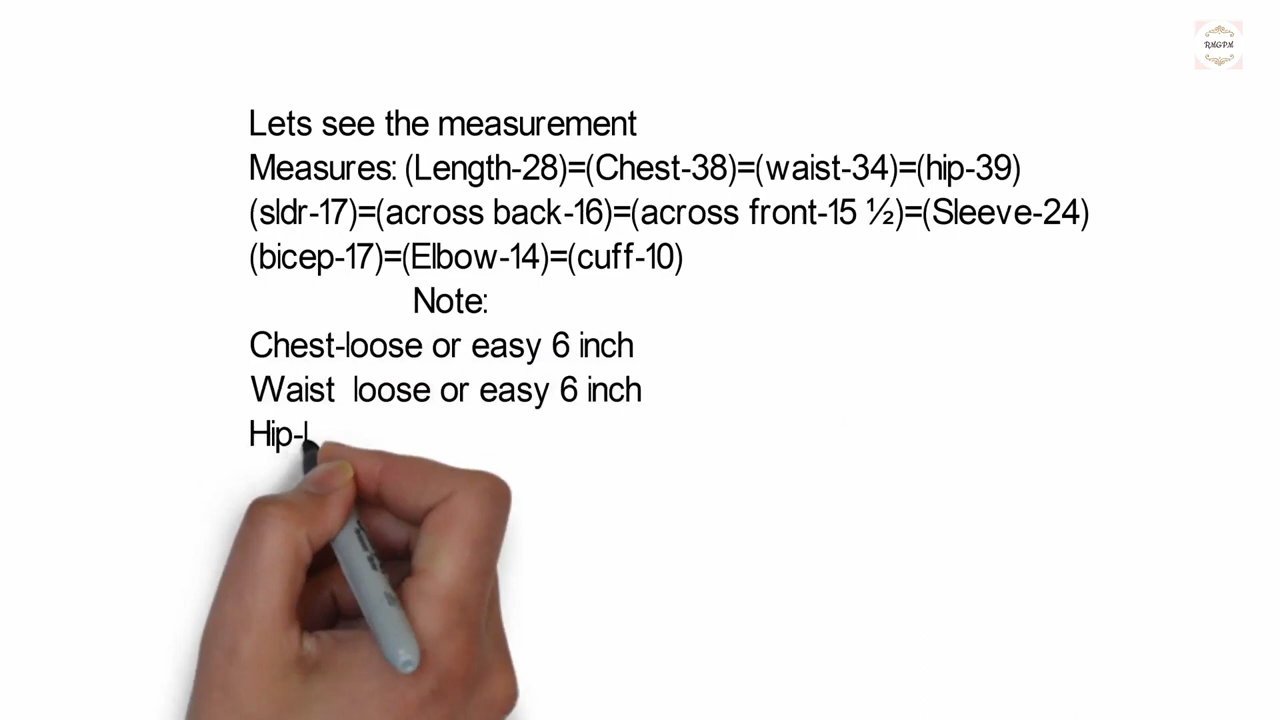 RMGPM
Lets see the measurement
Measures: (Length-28)=(Chest-38)=(waist-34)=(hip-39)
(sldr-17)=(across back-16)=(across front-15 ½)=(Sleeve-24)
(bicep-17)=(Elbow-14)=(cuff-10)
Note:
Chest-loose or easy 6 inch
Waist  loose or easy 6 inch
Hip-l